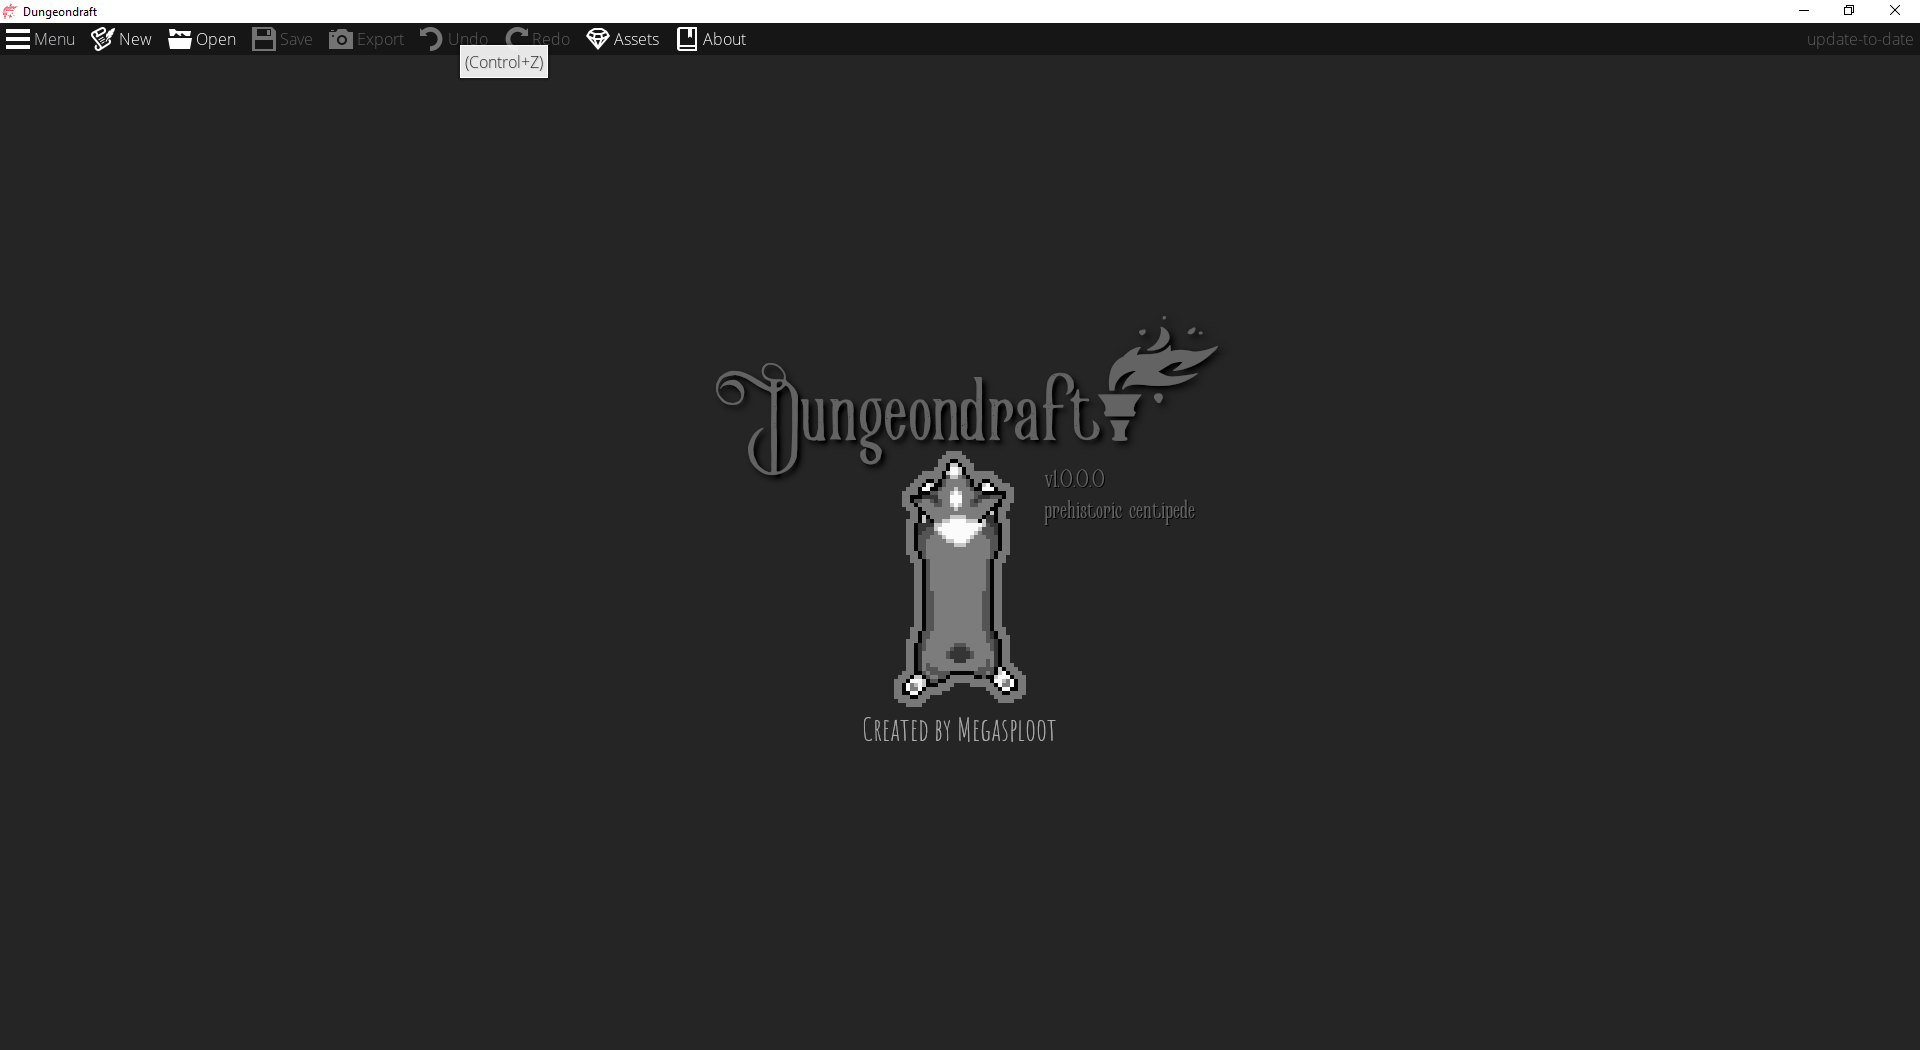 Dungeondraft
Menu New Open Save Export Undo Redo Assets About update-to-date
(Control+Z)
Dungeondraft
v1.0.0.0
prehistoric centipede
Created by Megasploot